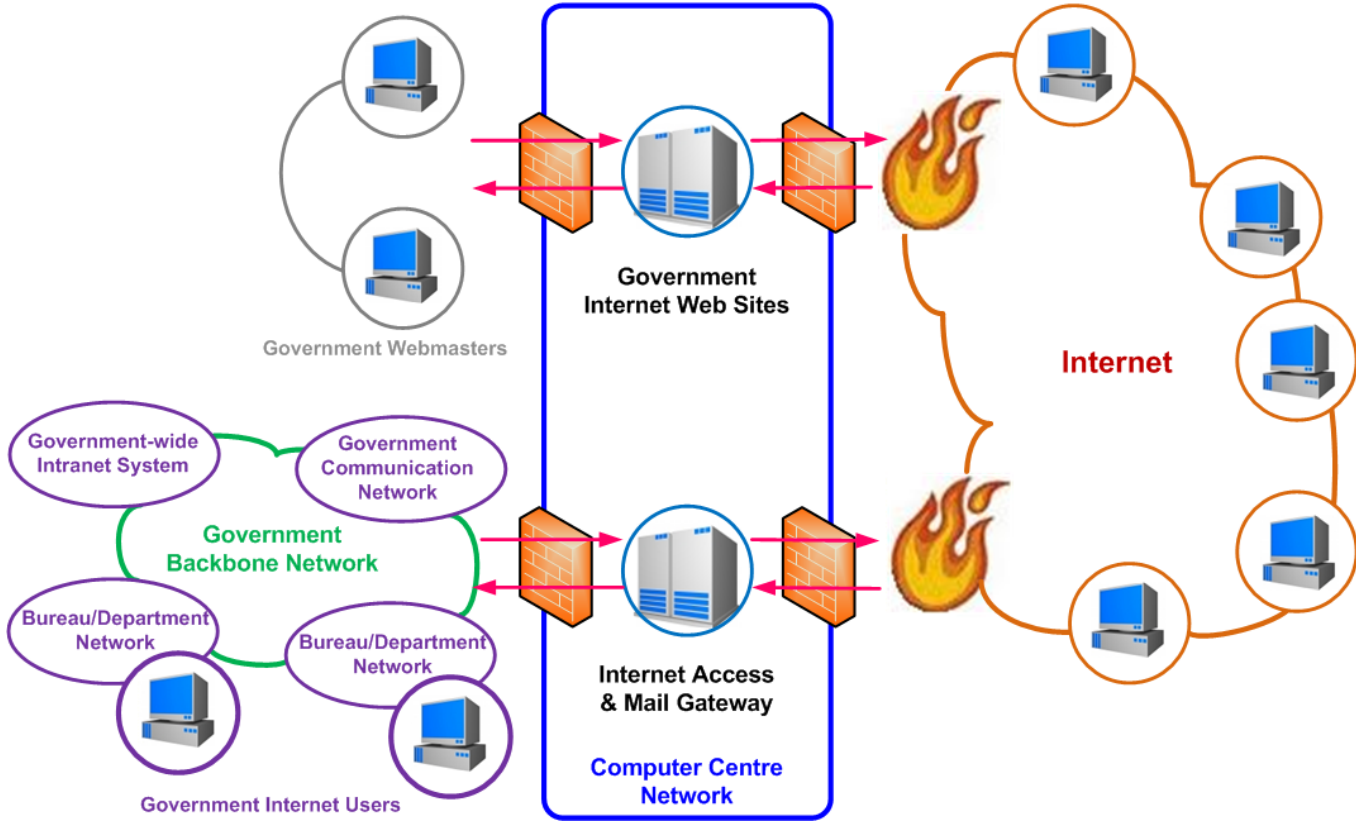 Government
Internet Web Sites
Government Webmasters
Internet
Government-wide
Intranet System
Government
Communication
Network
Government
Backbone Network
Bureau/Department
Network
Bureau/Department
Network
Internet Access
& Mail Gateway
Computer Centre
Network
Government Internet Users